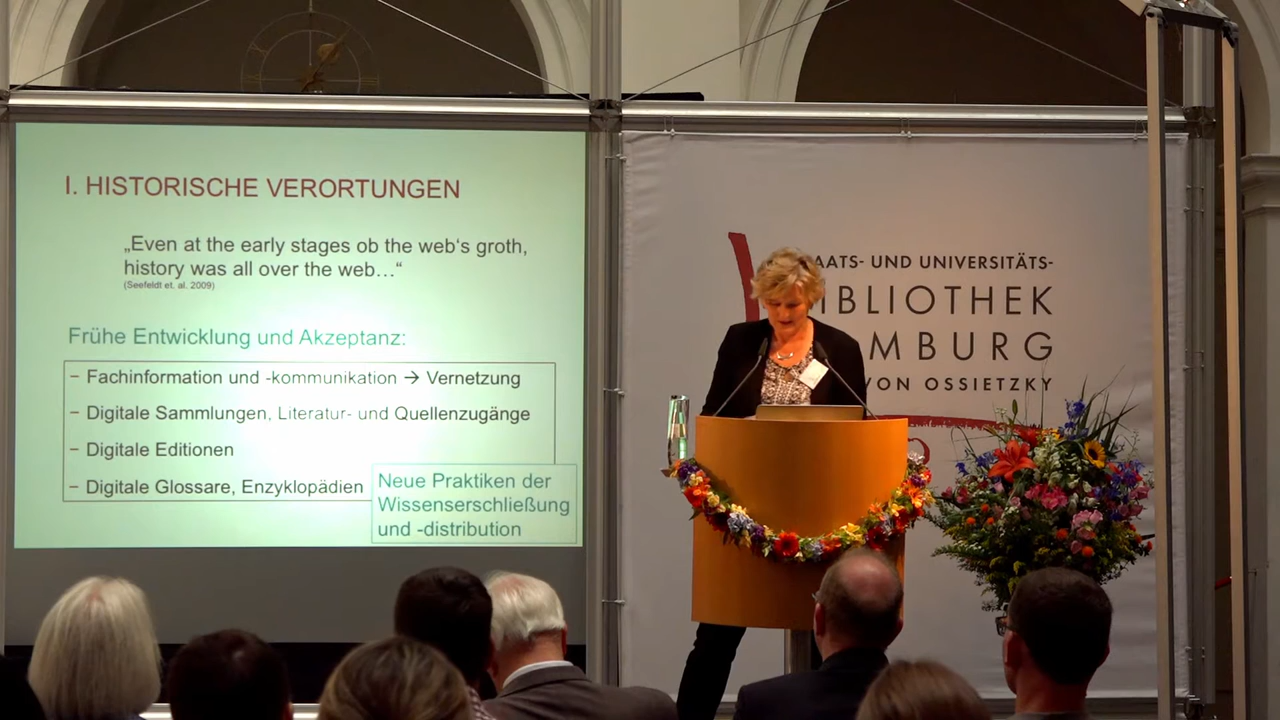 I. HISTORISCHE VERORTUNGEN
„Even at the early stages ob the web‘s groth,
history was all over the web…“
(Seefeldt et. al. 2009)
Frühe Entwicklung und Akzeptanz:
− Fachinformation und -kommunikation → Vernetzung
− Digitale Sammlungen, Literatur- und Quellenzugänge
− Digitale Editionen
− Digitale Glossare, Enzyklopädien
Neue Praktiken der
Wissenserschließung
und -distribution
AATS- UND UNIVERSITÄTS-
IBLIOTHEK
MBURG
VON OSSIETZKY